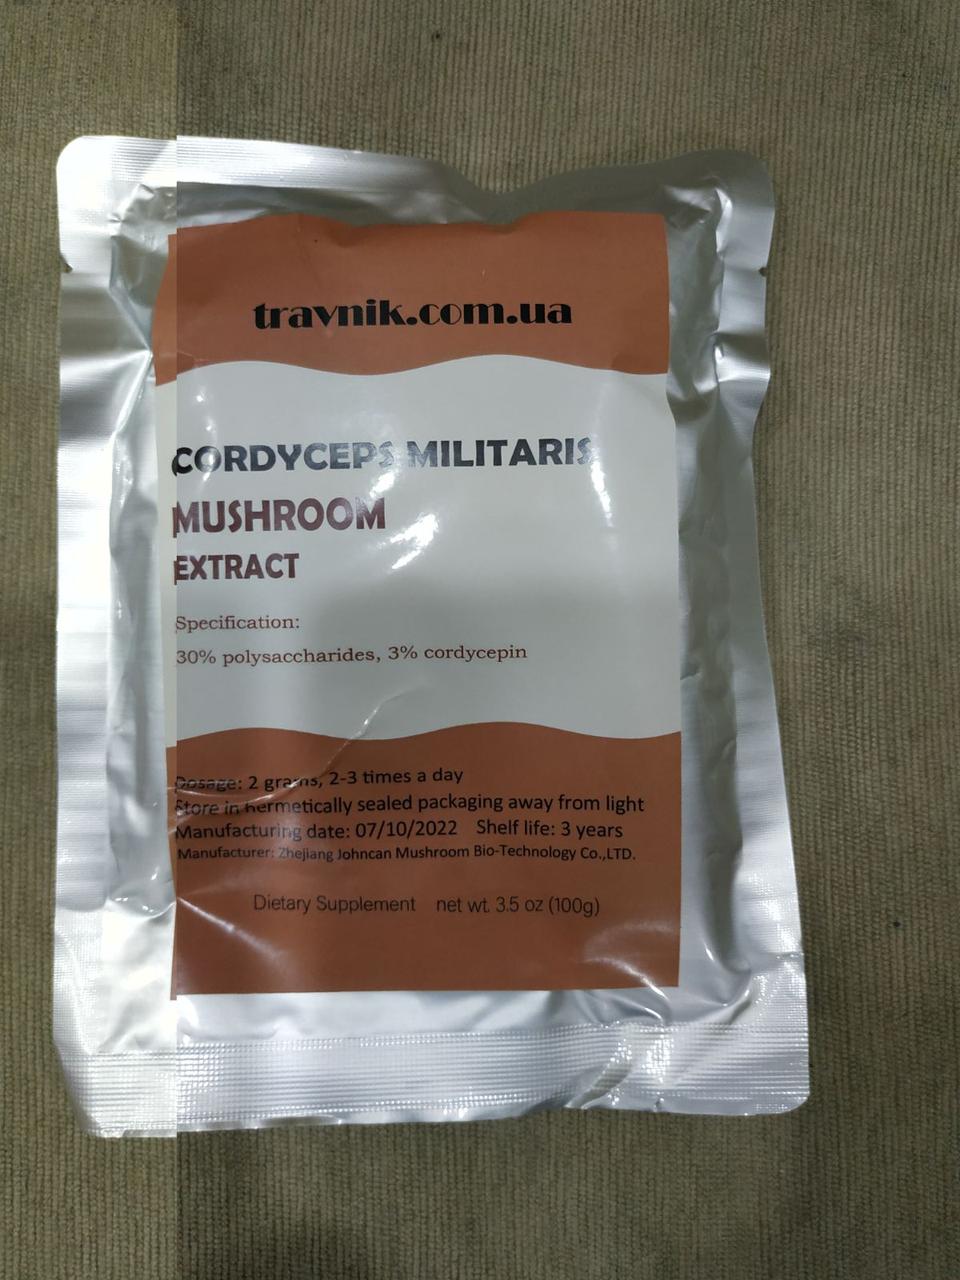 travnik.com.ua
CORDYCEPS MILITARIS
MUSHROOM
EXTRACT
Specification:
30% polysaccharides, 3% cordycepin
Dosage: 2 grams, 2-3 times a day
Store in hermetically sealed packaging away from light
Manufacturing date: 07/10/2022 Shelf life: 3 years
Manufacturer: Zhejiang Johncan Mushroom Bio-Technology Co.,LTD.
Dietary Supplement net wt. 3.5 oz (100g)